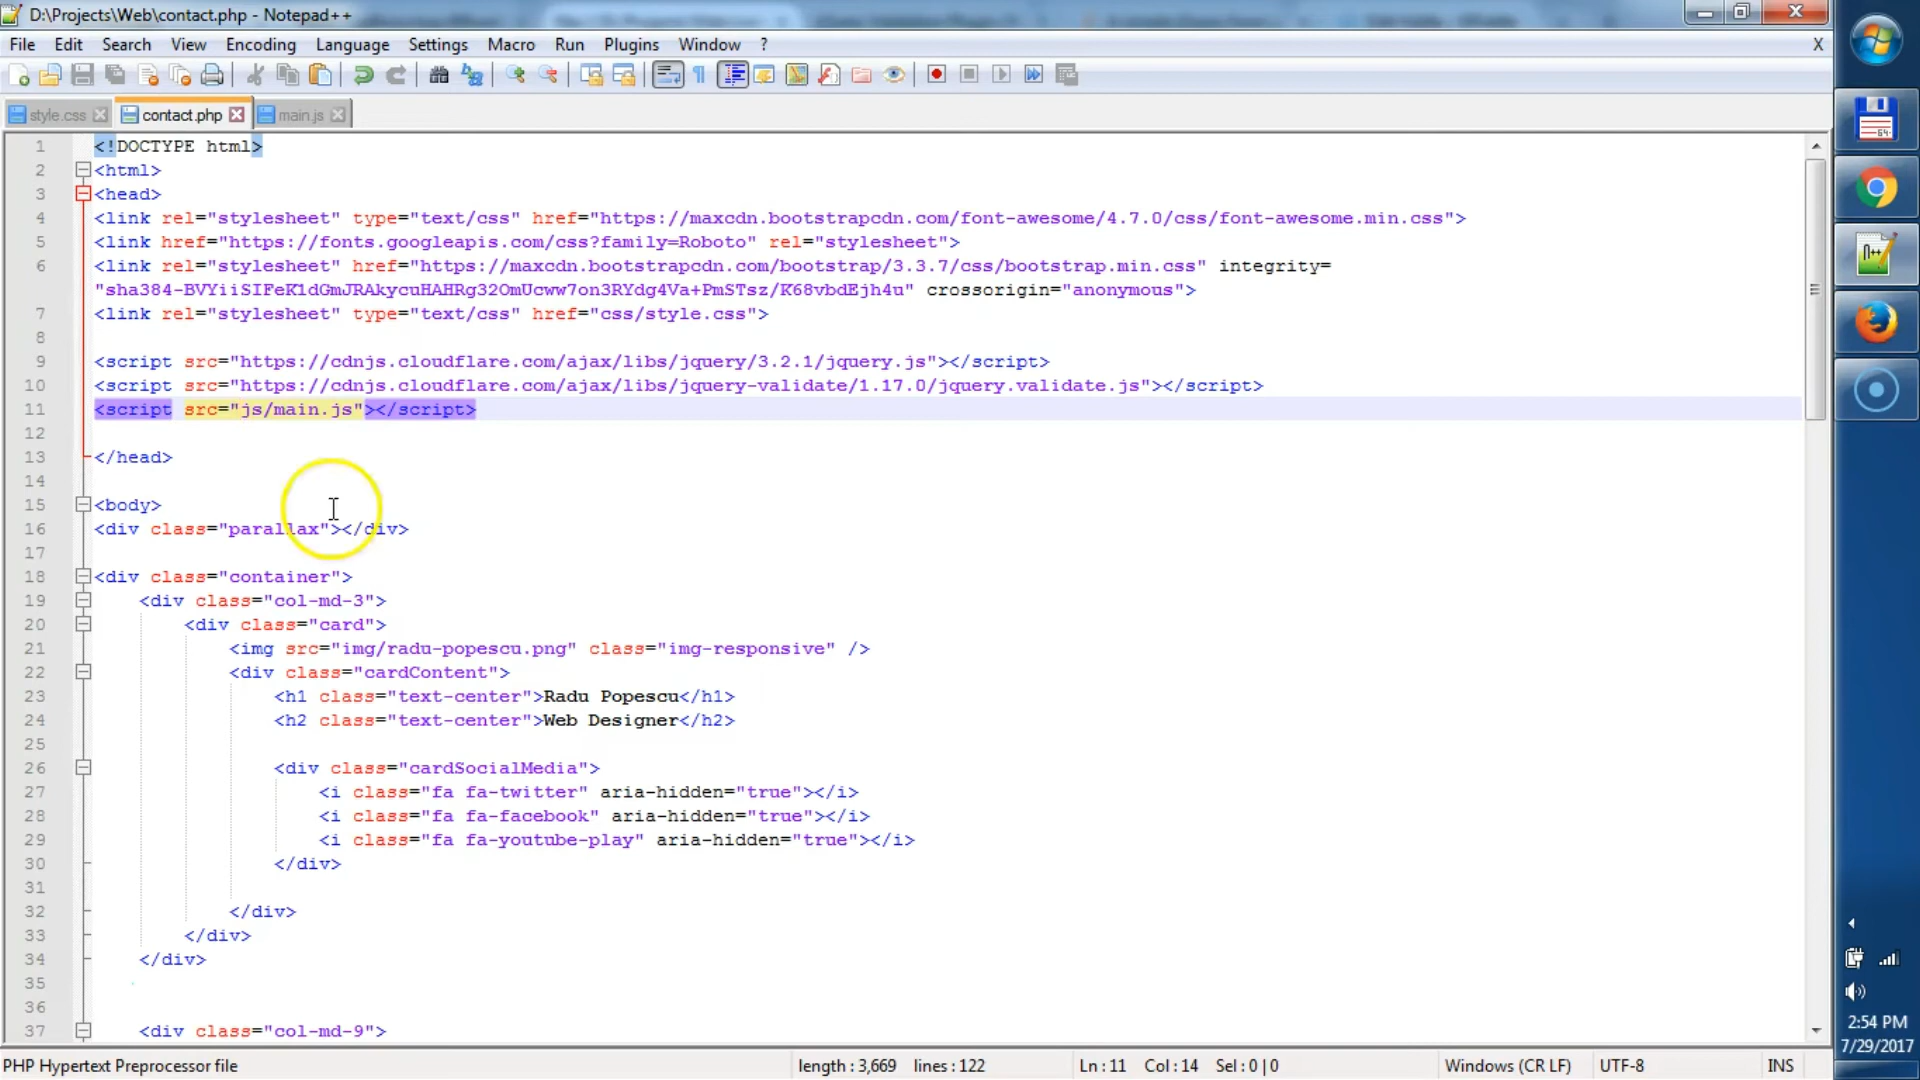 D:\Projects\Web\contact.php - Notepad++
File Edit Search View Encoding Language Settings Macro Run Plugins Window ? X
style.css contact.php main.js
1 <!DOCTYPE html>
2 <html>
3 <head>
4 <link rel="stylesheet" type="text/css" href="https://maxcdn.bootstrapcdn.com/font-awesome/4.7.0/css/font-awesome.min.css">
5 <link href="https://fonts.googleapis.com/css?family=Roboto" rel="stylesheet">
6 <link rel="stylesheet" href="https://maxcdn.bootstrapcdn.com/bootstrap/3.3.7/css/bootstrap.min.css" integrity=
"sha384-BVYiiSIFeK1dGmJRAkycuHAHRg32OmUcww7on3RYdg4Va+PmSTsz/K68vbdEjh4u" crossorigin="anonymous">
7 <link rel="stylesheet" type="text/css" href="css/style.css">
8
9 <script src="https://cdnjs.cloudflare.com/ajax/libs/jquery/3.2.1/jquery.js"></script>
10 <script src="https://cdnjs.cloudflare.com/ajax/libs/jquery-validate/1.17.0/jquery.validate.js"></script>
11 <script src="js/main.js"></script>
12
13 </head>
14
15 <body>
16 <div class="parallax"></div>
17
18 <div class="container">
19 <div class="col-md-3">
20 <div class="card">
21 <img src="img/radu-popescu.png" class="img-responsive" />
22 <div class="cardContent">
23 <h1 class="text-center">Radu Popescu</h1>
24 <h2 class="text-center">Web Designer</h2>
25
26 <div class="cardSocialMedia">
27 <i class="fa fa-twitter" aria-hidden="true"></i>
28 <i class="fa fa-facebook" aria-hidden="true"></i>
29 <i class="fa fa-youtube-play" aria-hidden="true"></i>
30 </div>
31
32 </div>
33 </div>
34 </div>
35
36
37 <div class="col-md-9">
PHP Hypertext Preprocessor file length : 3,669 lines : 122 Ln : 11 Col : 14 Sel : 0 | 0 Windows (CR LF) UTF-8 INS
64
2:54 PM
7/29/2017